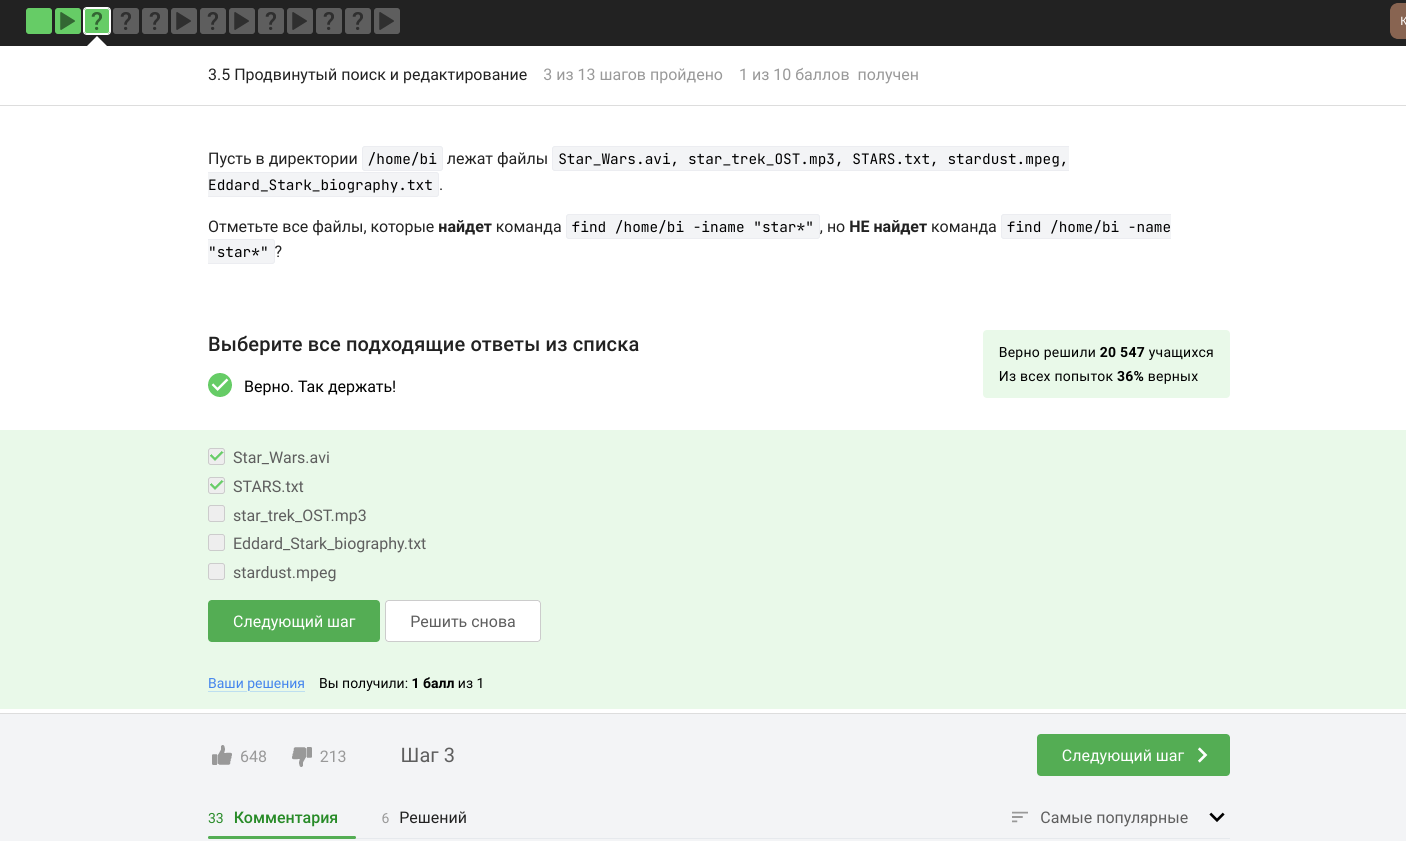 ? ? ? ? ? ? ?
К
3.5 Продвинутый поиск и редактирование 3 из 13 шагов пройдено 1 из 10 баллов получен
Пусть в директории /home/bi лежат файлы Star_Wars.avi, star_trek_OST.mp3, STARS.txt, stardust.mpeg,
Eddard_Stark_biography.txt.
Отметьте все файлы, которые найдет команда find /home/bi -iname "star*", но НЕ найдет команда find /home/bi -name
"star*"?
Выберите все подходящие ответы из списка
Верно. Так держать!
Верно решили 20 547 учащихся
Из всех попыток 36% верных
Star_Wars.avi
STARS.txt
star_trek_OST.mp3
Eddard_Stark_biography.txt
stardust.mpeg
Следующий шаг Решить снова
Ваши решения Вы получили: 1 балл из 1
648 213 Шаг 3 Следующий шаг
33 Комментария 6 Решений Самые популярные